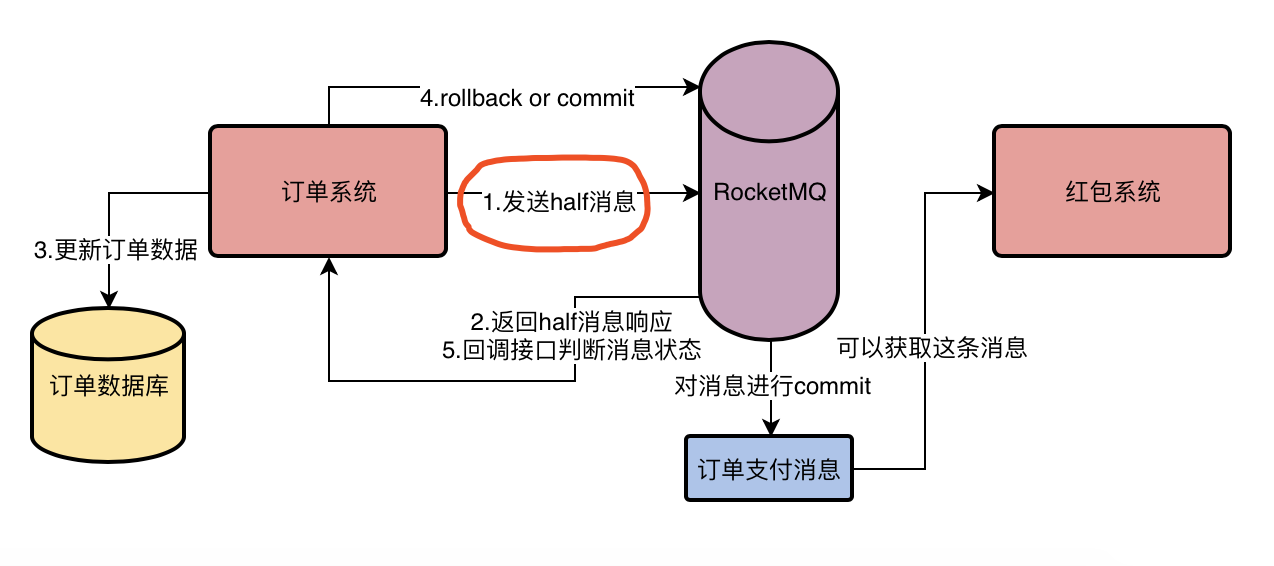 4.rollback or commit
订单系统
1.发送half消息
RocketMQ
红包系统
3.更新订单数据
2.返回half消息响应
5.回调接口判断消息状态
可以获取这条消息
订单数据库
对消息进行commit
订单支付消息